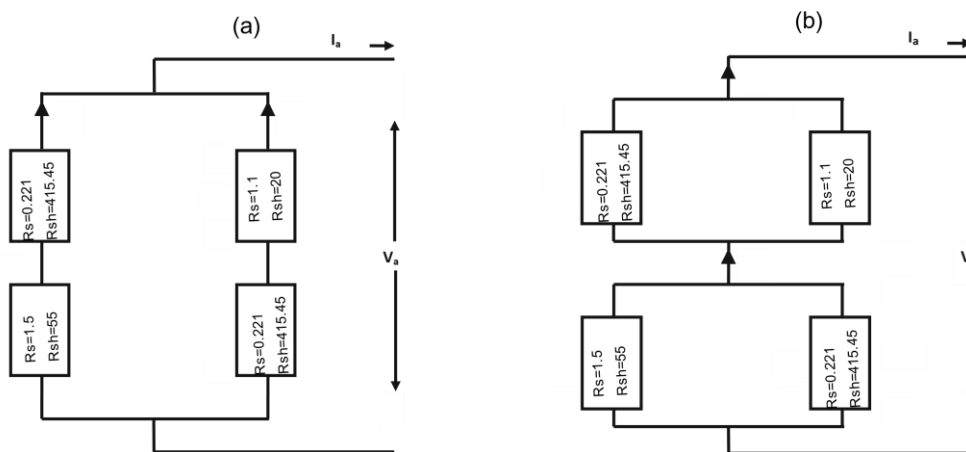 (a)
(b)
Iₐ
Iₐ
Rs=0.221
Rsh=415.45
Rs=1.1
Rsh=20
Rs=0.221
Rsh=415.45
Rs=1.1
Rsh=20
Vₐ
V
Rs=1.5
Rsh=55
Rs=0.221
Rsh=415.45
Rs=1.5
Rsh=55
Rs=0.221
Rsh=415.45